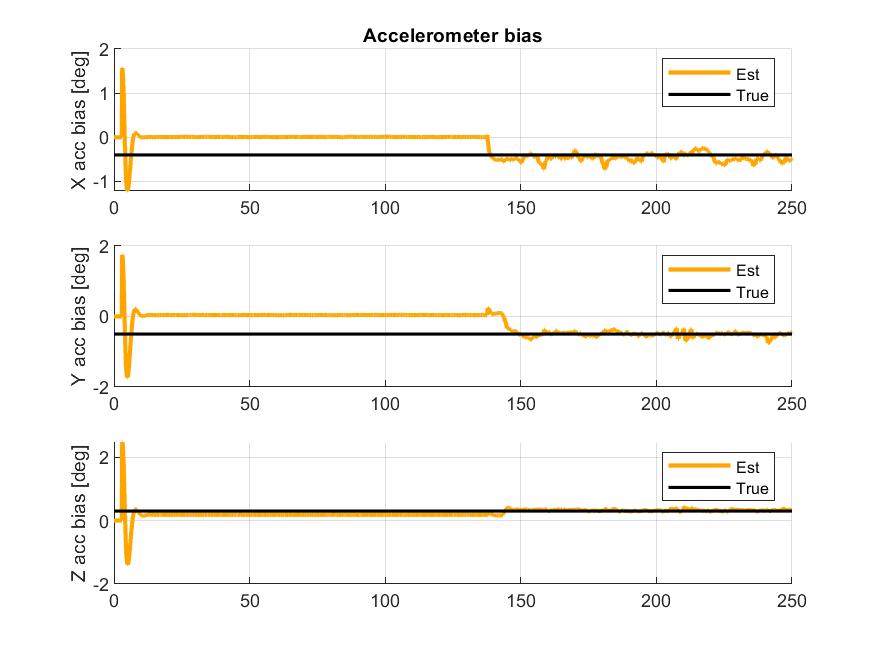 Accelerometer bias
X acc bias [deg]
2
1
0
-1
Est
True
0 50 100 150 200 250
Y acc bias [deg]
2
0
-2
Est
True
0 50 100 150 200 250
Z acc bias [deg]
2
0
-2
Est
True
0 50 100 150 200 250